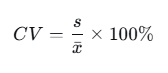 CV = s / x̄ × 100%